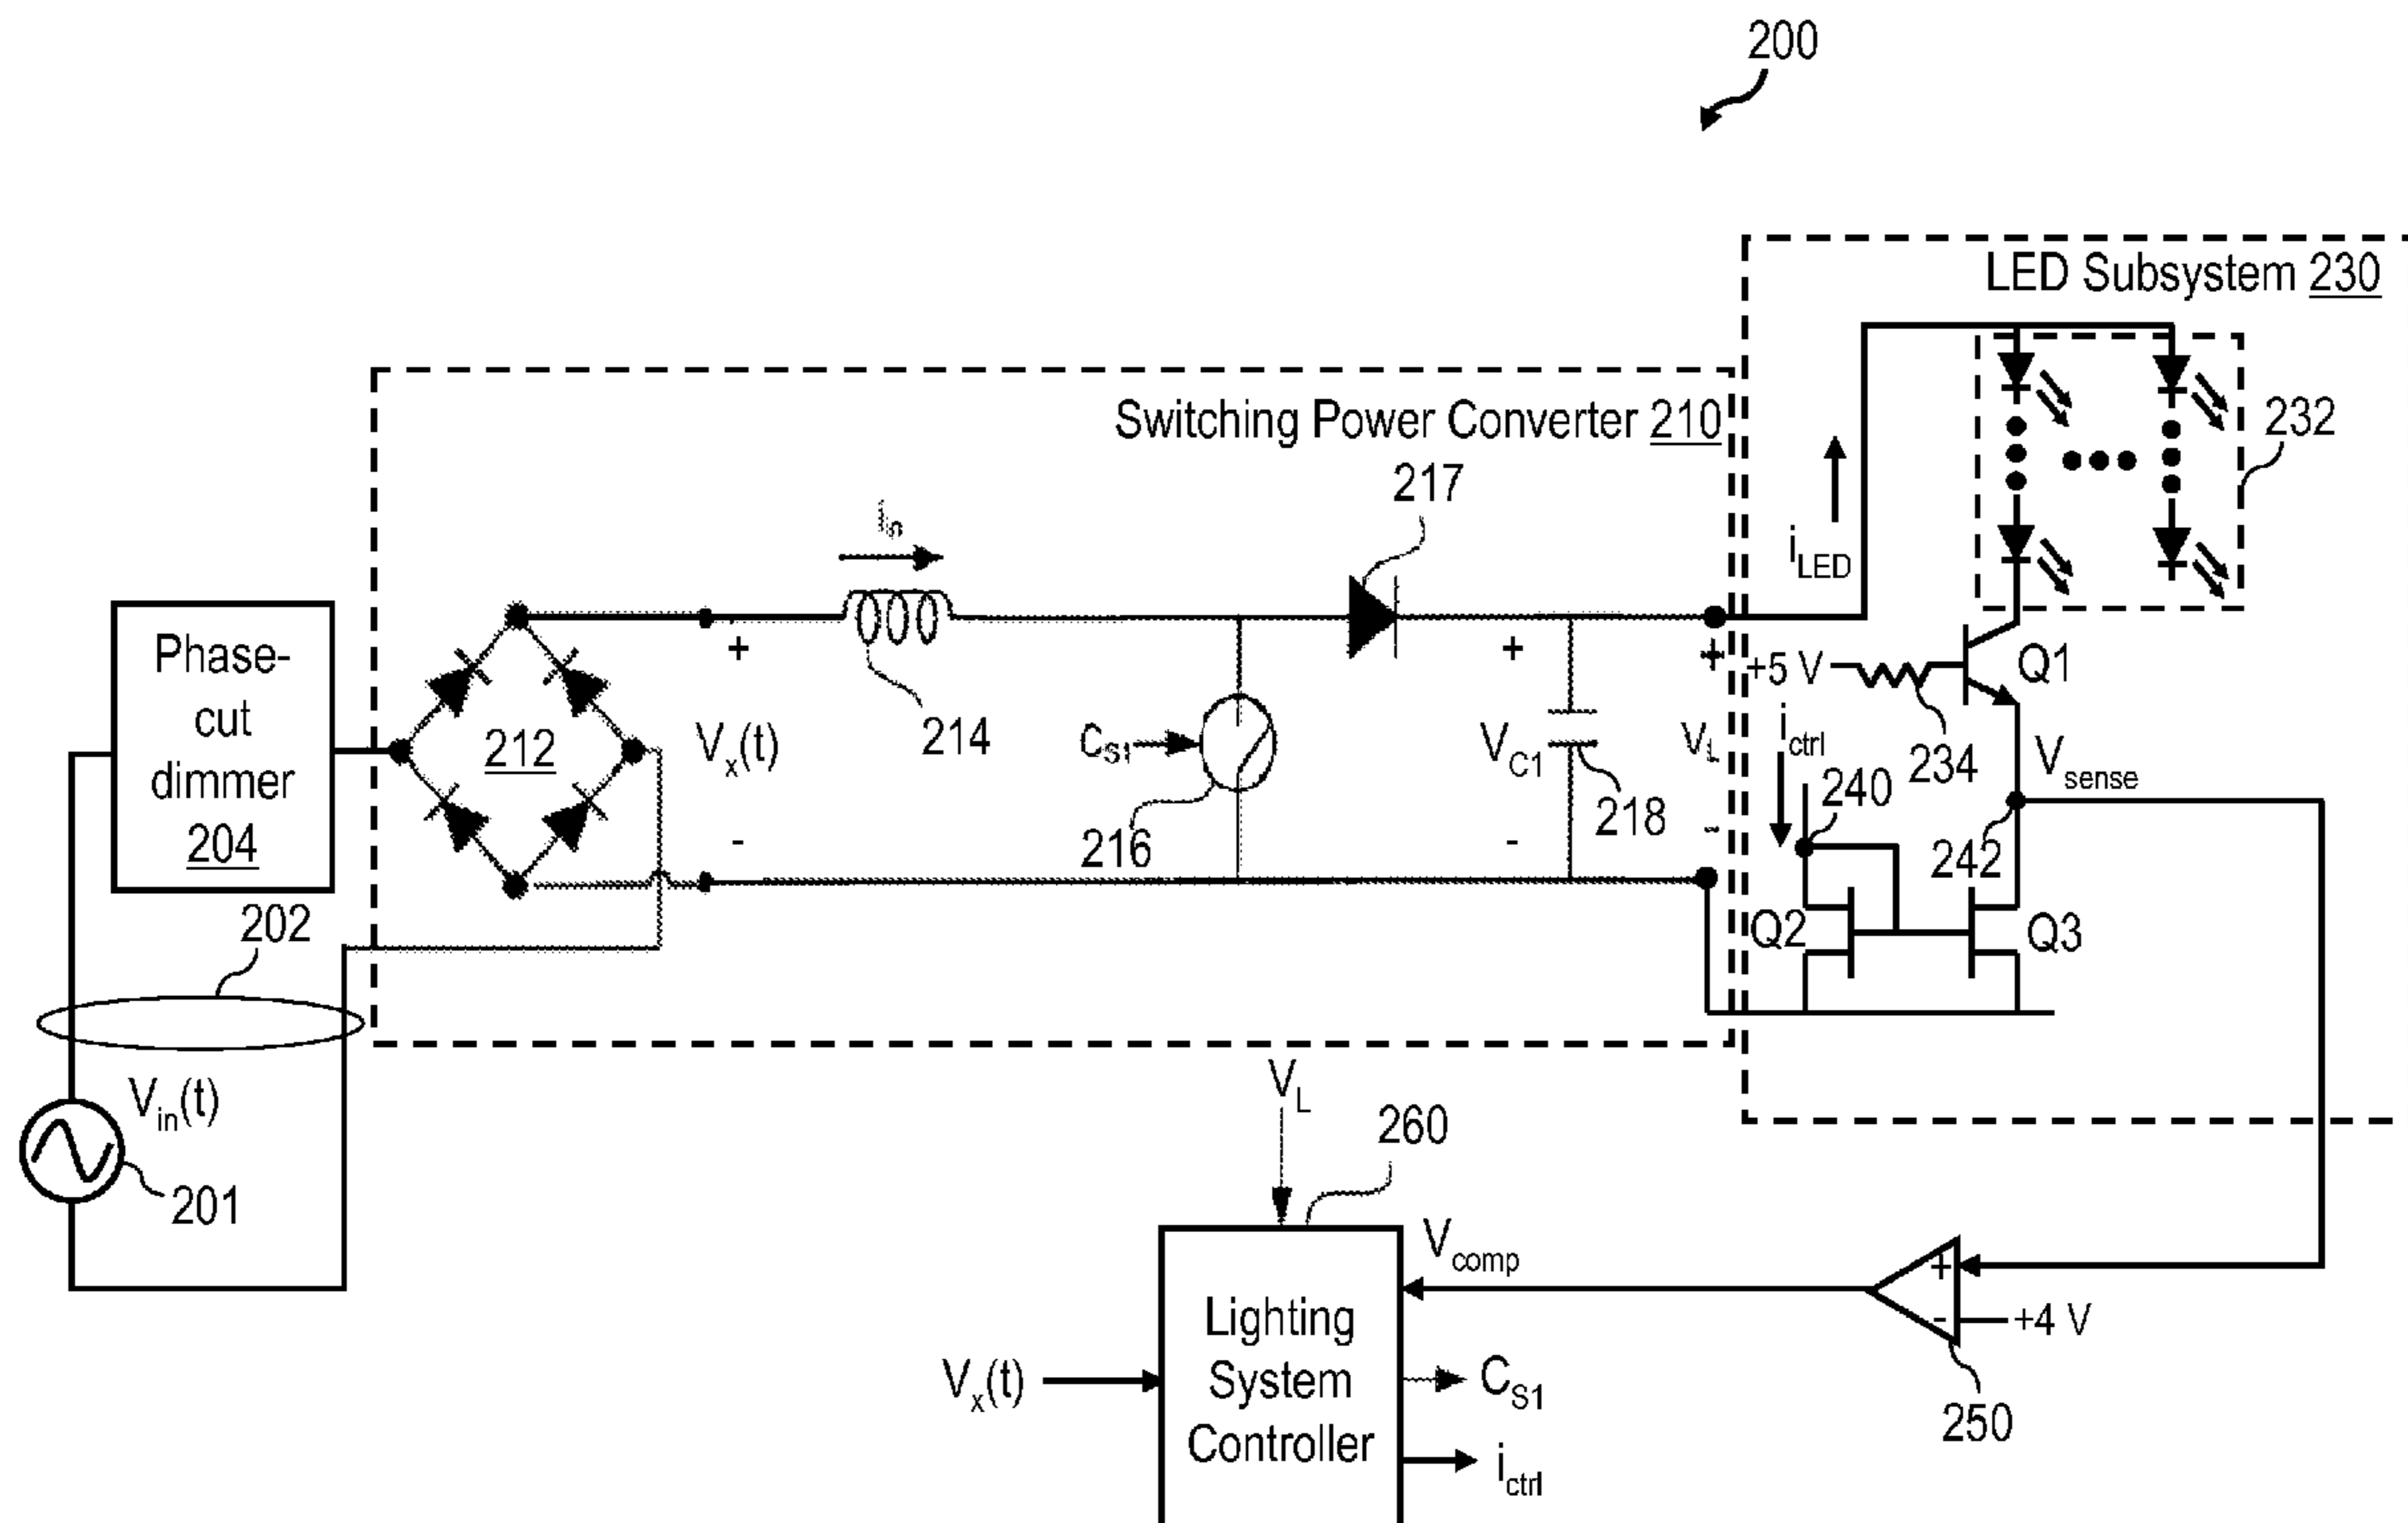 200
LED Subsystem 230
Switching Power Converter 210
232
217
iin
iLED
Phase-
cut
dimmer
204
+
+
+
+5 V
Q1
212
Vx(t)
214
CS1
VC1
VL
ictrl
234
Vsense
218
240
216
-
-
-
242
202
Q2
Q3
Vin(t)
VL
260
201
Vcomp
+
Lighting
System
Controller
-
+4 V
Vx(t)
CS1
250
ictrl